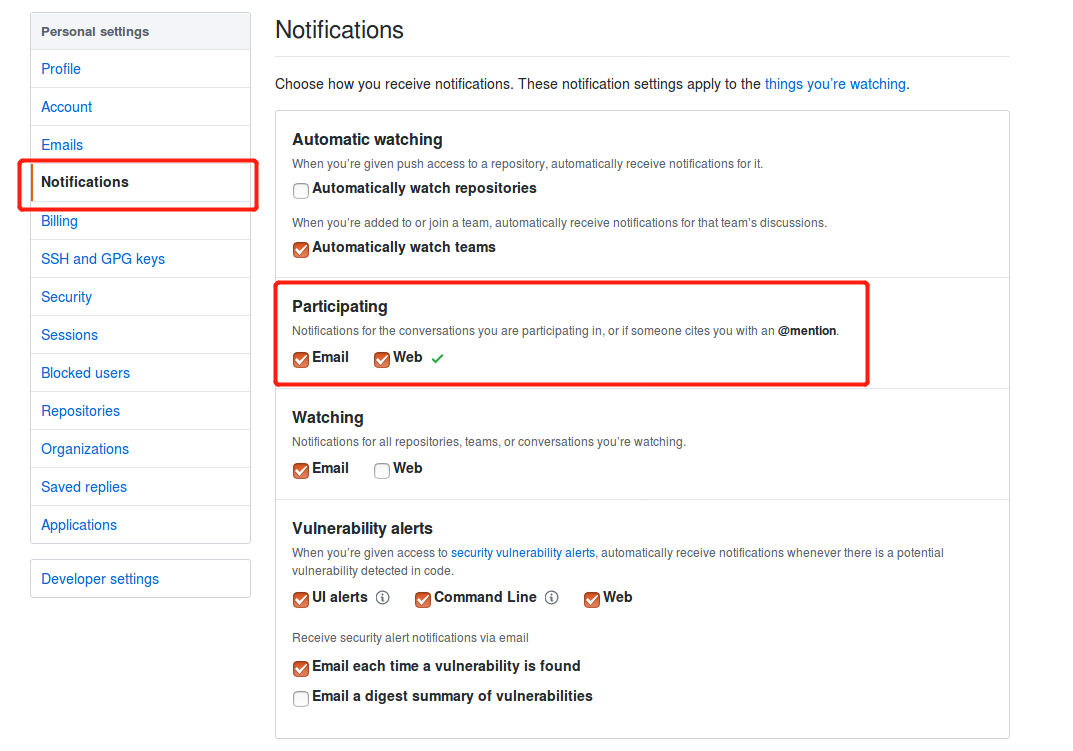 Personal settings
Profile
Account
Emails
Notifications
Billing
SSH and GPG keys
Security
Sessions
Blocked users
Repositories
Organizations
Saved replies
Applications
Developer settings
Notifications
Choose how you receive notifications. These notification settings apply to the things you're watching.
Automatic watching
When you're given push access to a repository, automatically receive notifications for it.
Automatically watch repositories
When you're added to or join a team, automatically receive notifications for that team's discussions.
Automatically watch teams
Participating
Notifications for the conversations you are participating in, or if someone cites you with an @mention.
Email Web
Watching
Notifications for all repositories, teams, or conversations you're watching.
Email Web
Vulnerability alerts
When you're given access to security vulnerability alerts, automatically receive notifications whenever there is a potential
vulnerability detected in code.
UI alerts Command Line Web
Receive security alert notifications via email
Email each time a vulnerability is found
Email a digest summary of vulnerabilities